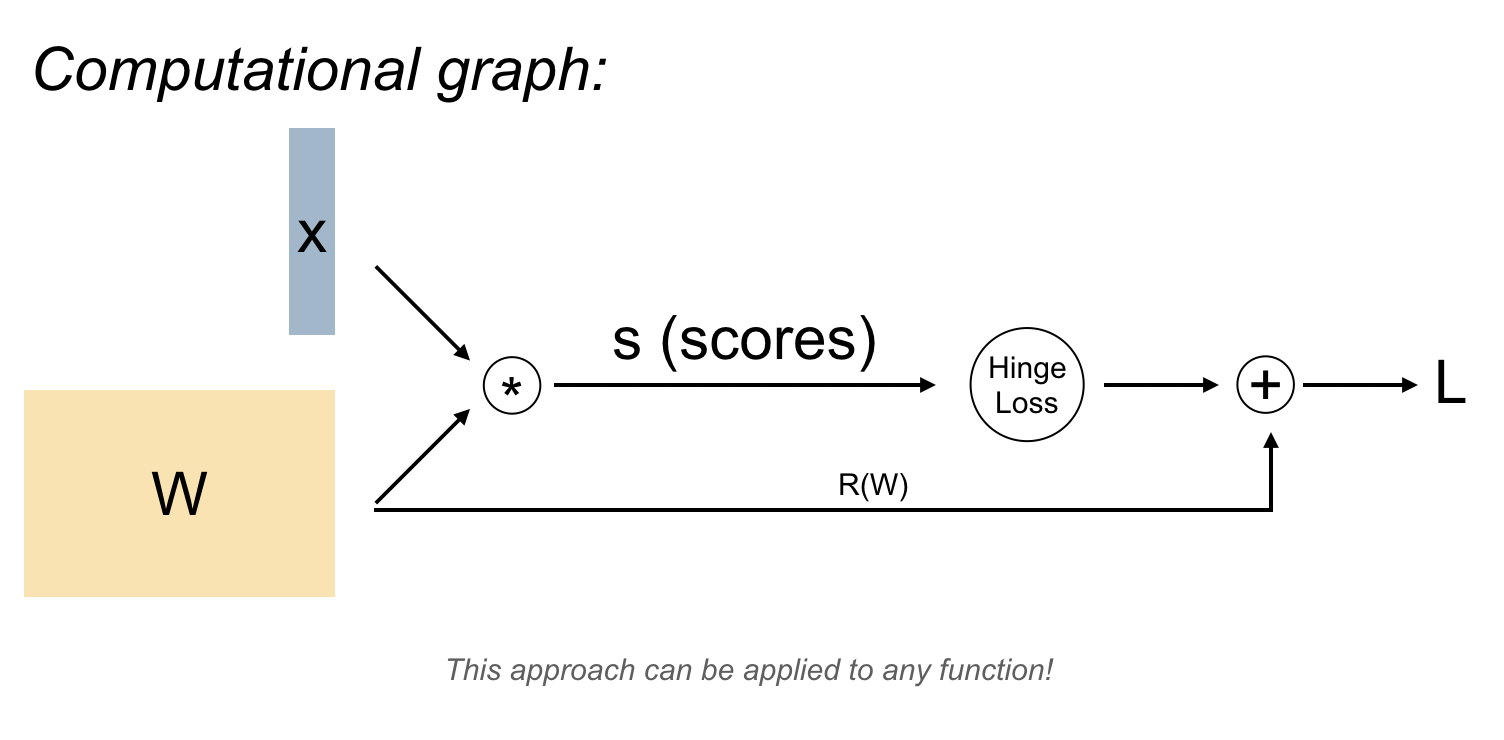 Computational graph:
x
s (scores)
*
Hinge
Loss
+
L
W
R(W)
This approach can be applied to any function!